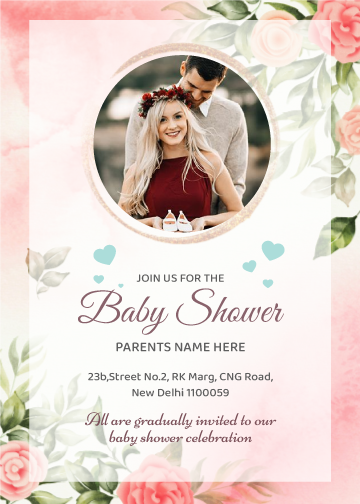 JOIN US FOR THE
Baby Shower
PARENTS NAME HERE
23b,Street No.2, RK Marg, CNG Road,
New Delhi 1100059
All are gradually invited to our
baby shower celebration